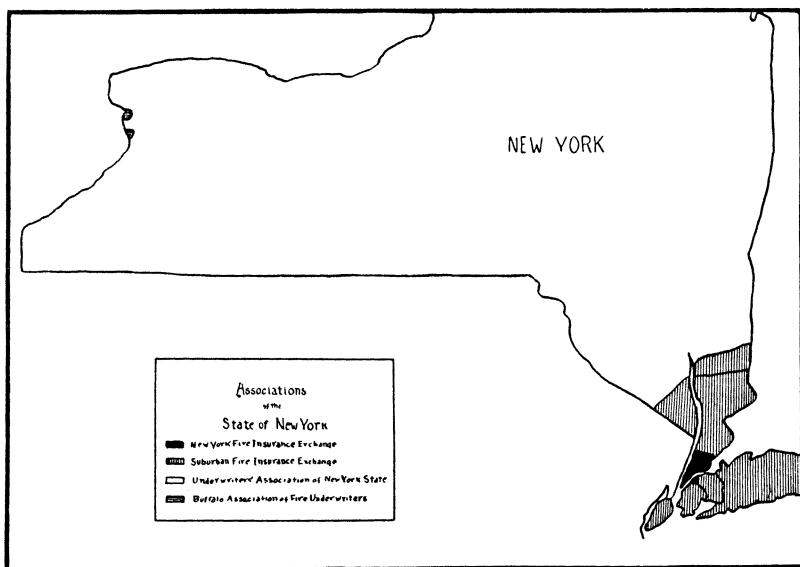 NEW YORK
Associations
of the
State of New York
New York Fire Insurance Exchange
Suburban Fire Insurance Exchange
Underwriters' Association of New York State
Buffalo Association of Fire Underwriters